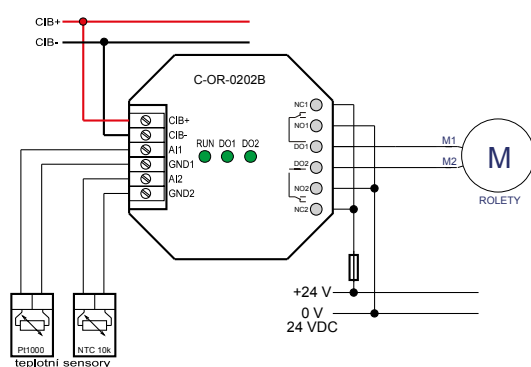 CIB+
CIB-
C-OR-0202B
CIB+
CIB-
AI1
GND1
AI2
GND2
RUN DO1 DO2
NC1
NO1
DO1
DO2
NO2
NC2
M1
M2
M
ROLETY
+24 V
0 V
24 VDC
Pt1000
NTC 10k
teplotní sensory